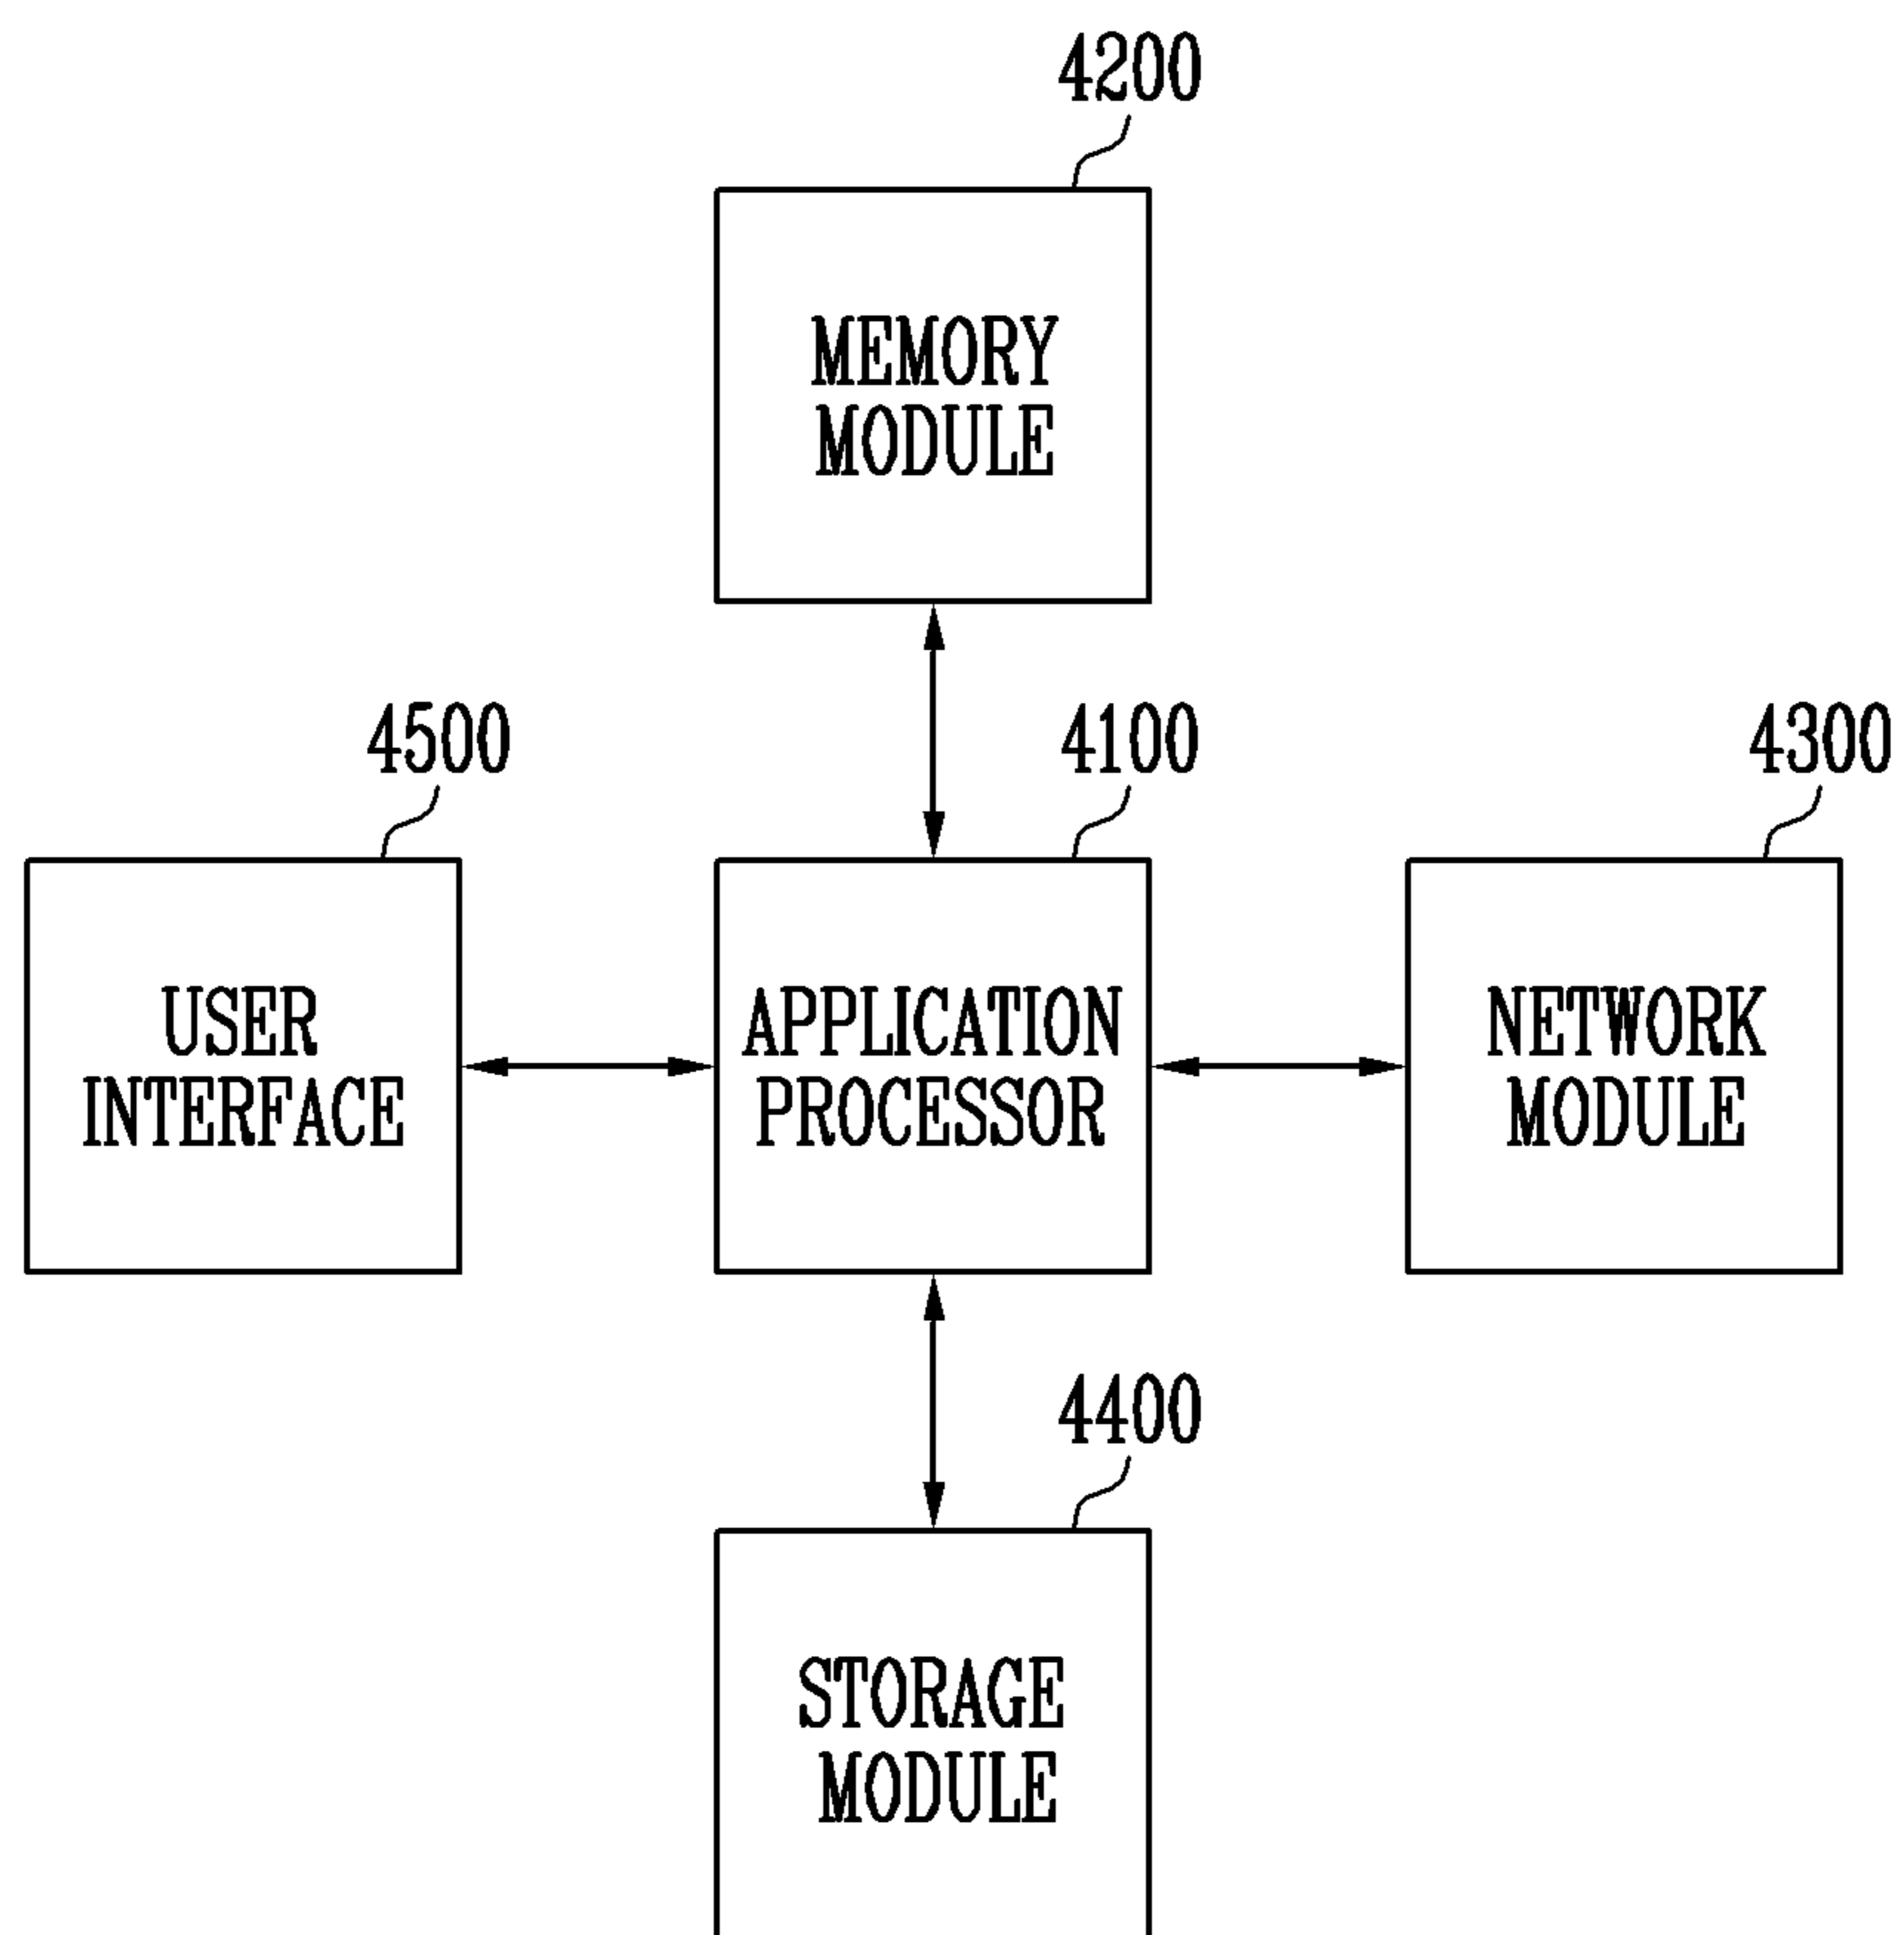 4200
MEMORY
MODULE
4500
4100
4300
USER
INTERFACE
APPLICATION
PROCESSOR
NETWORK
MODULE
4400
STORAGE
MODULE